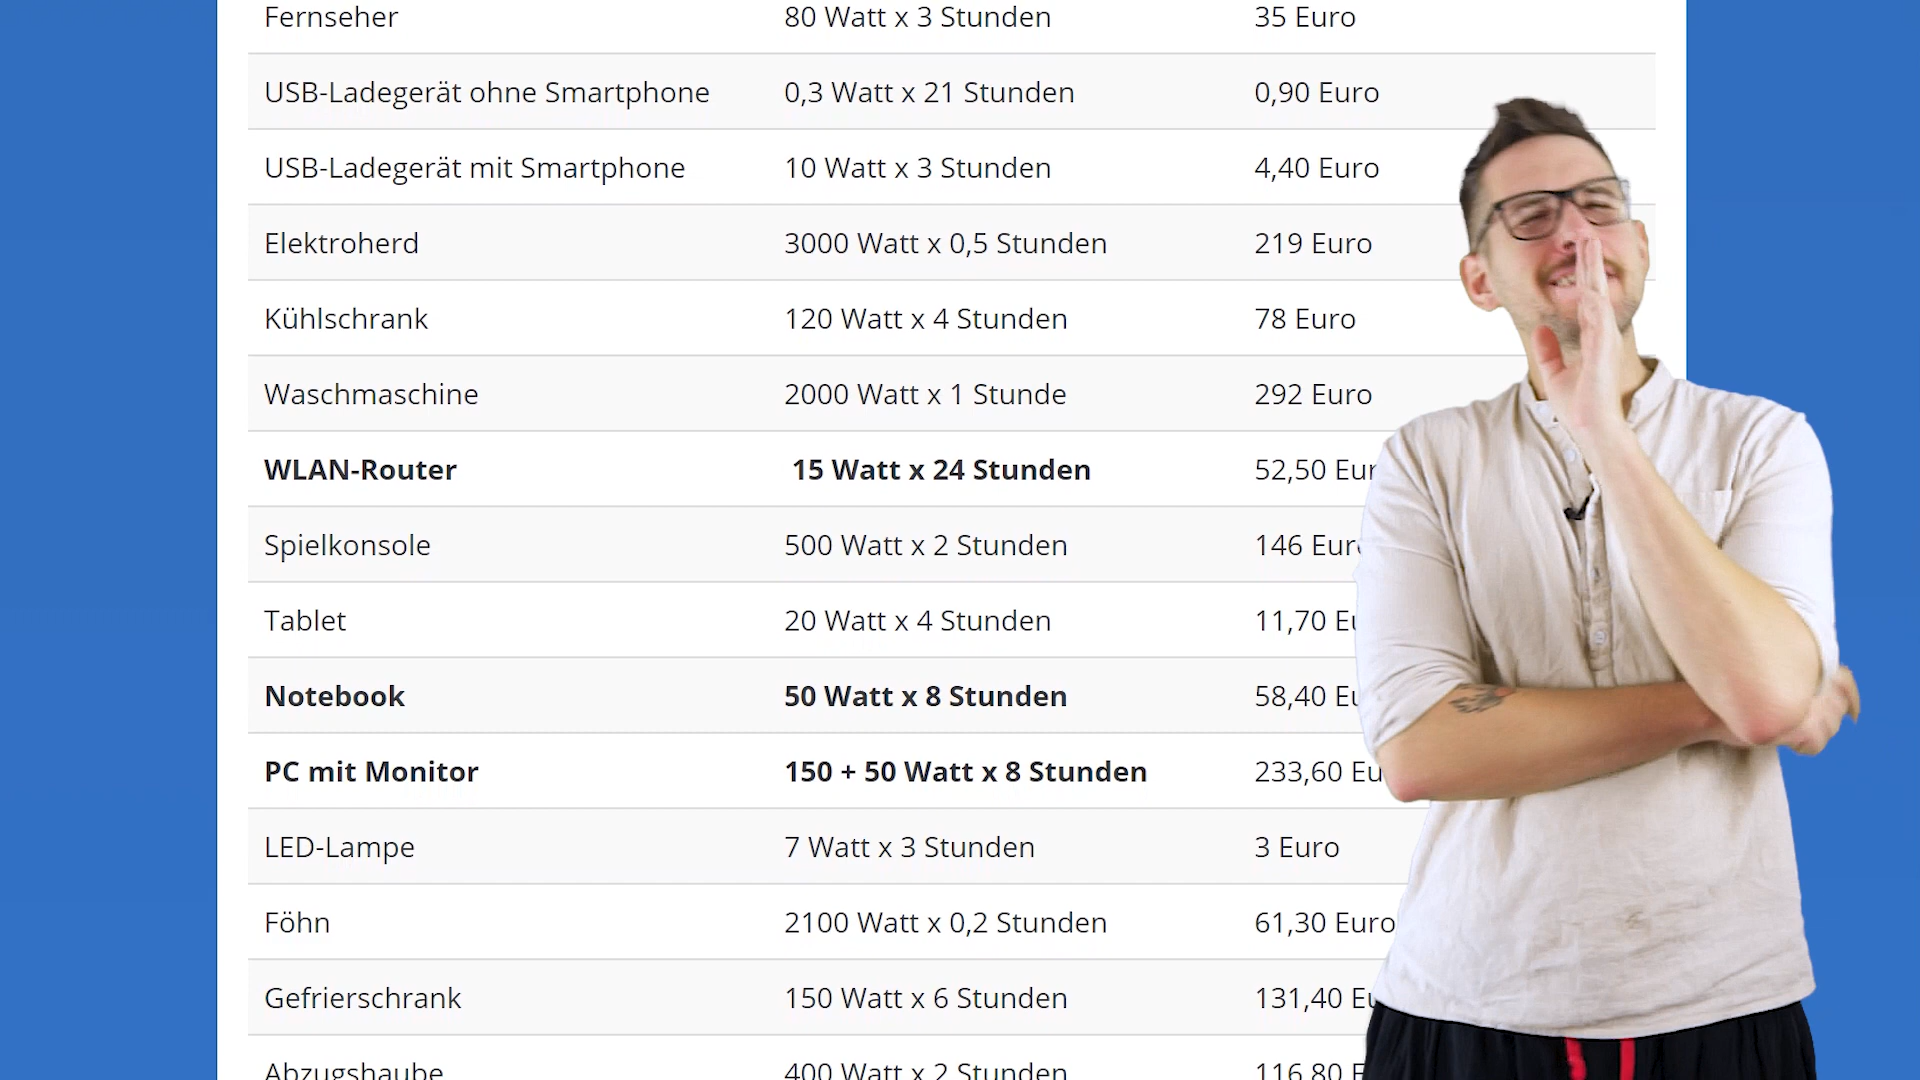 Fernseher 80 Watt x 3 Stunden 35 Euro
USB-Ladegerät ohne Smartphone 0,3 Watt x 21 Stunden 0,90 Euro
USB-Ladegerät mit Smartphone 10 Watt x 3 Stunden 4,40 Euro
Elektroherd 3000 Watt x 0,5 Stunden 219 Euro
Kühlschrank 120 Watt x 4 Stunden 78 Euro
Waschmaschine 2000 Watt x 1 Stunde 292 Euro
WLAN-Router 15 Watt x 24 Stunden 52,50 Eur
Spielkonsole 500 Watt x 2 Stunden 146 Euro
Tablet 20 Watt x 4 Stunden 11,70 Eu
Notebook 50 Watt x 8 Stunden 58,40 Eu
PC mit Monitor 150 + 50 Watt x 8 Stunden 233,60 Eu
LED-Lampe 7 Watt x 3 Stunden 3 Euro
Föhn 2100 Watt x 0,2 Stunden 61,30 Euro
Gefrierschrank 150 Watt x 6 Stunden 131,40 Eu
Abzugshaube 400 Watt x 2 Stunden 116,80 E